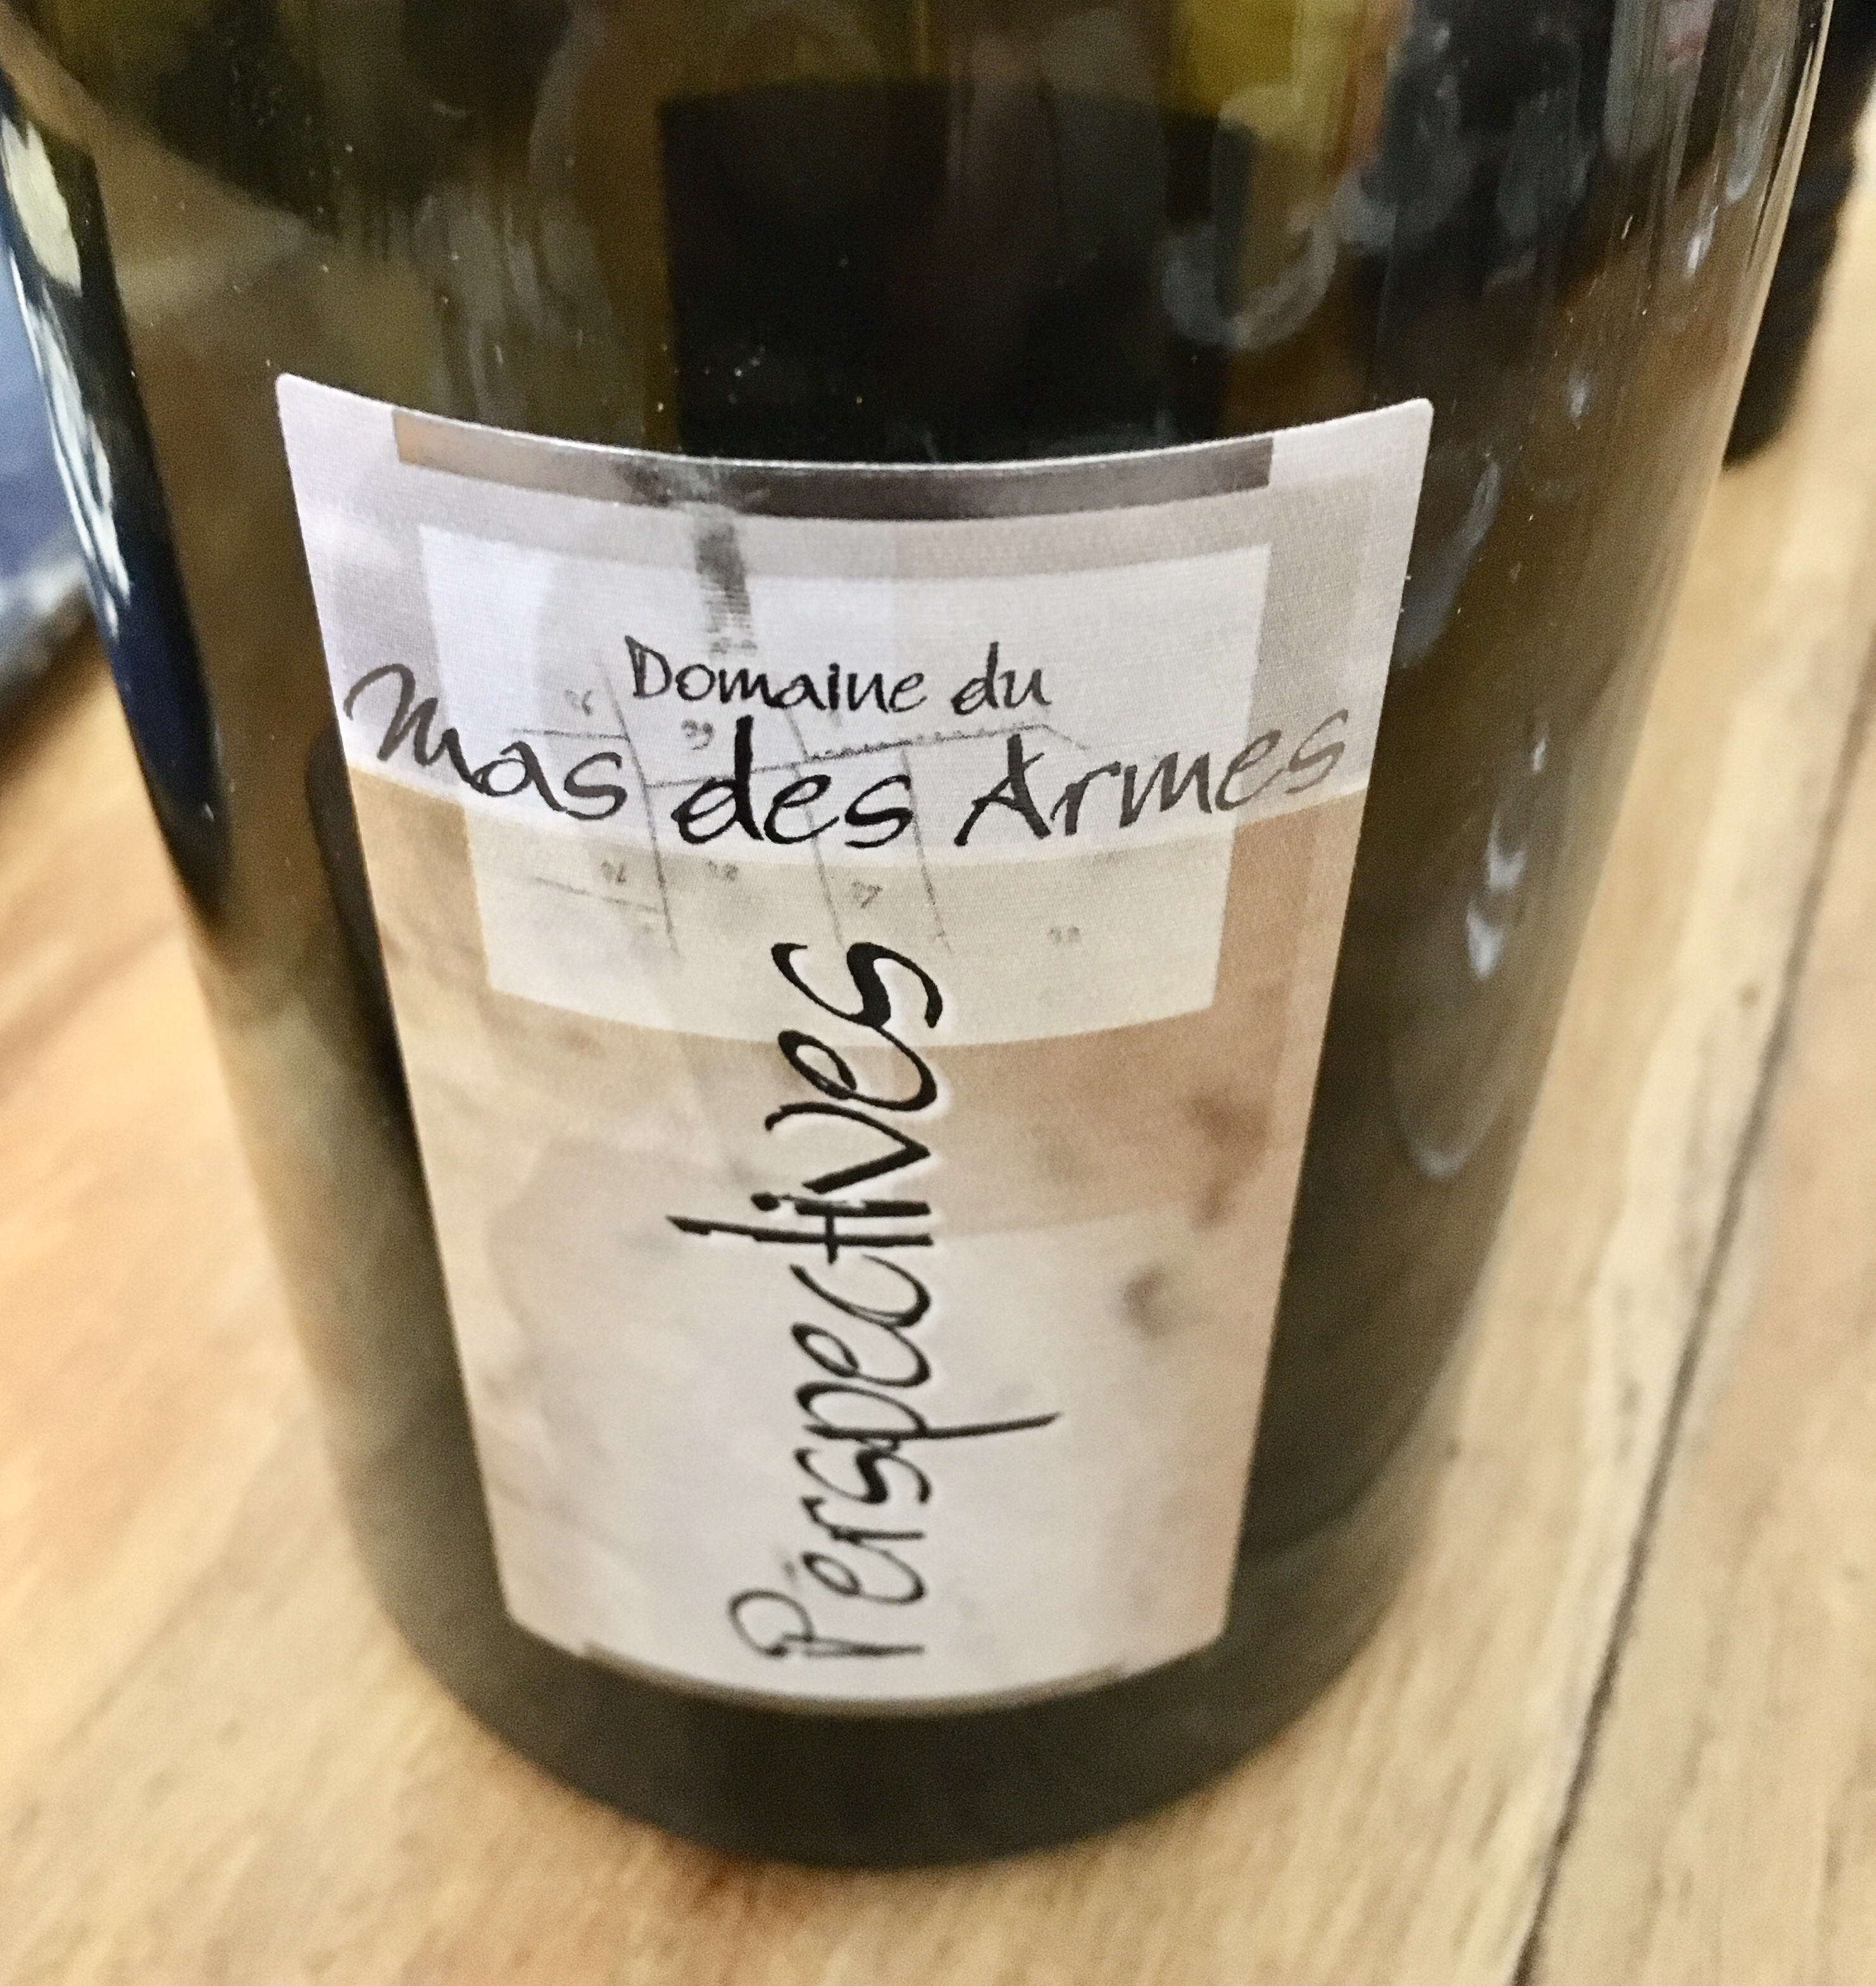 Domaine du
Mas des Armes
Perspectives